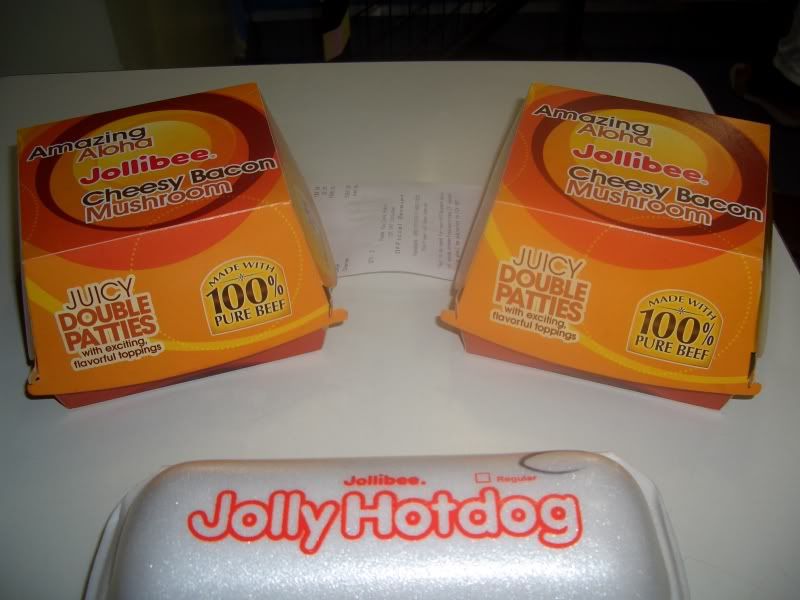 Amazing
Aloha
Jollibee.
Cheesy Bacon
Mushroom
JUICY
DOUBLE
PATTIES
with exciting,
flavorful toppings
MADE WITH
100%
PURE BEEF
Official Receipt
Amazing
Aloha
Jollibee.
Cheesy Bacon
Mushroom
JUICY
DOUBLE
PATTIES
with exciting,
flavorful toppings
MADE WITH
100%
PURE BEEF
Jollibee.
Regular
Jolly Hotdog